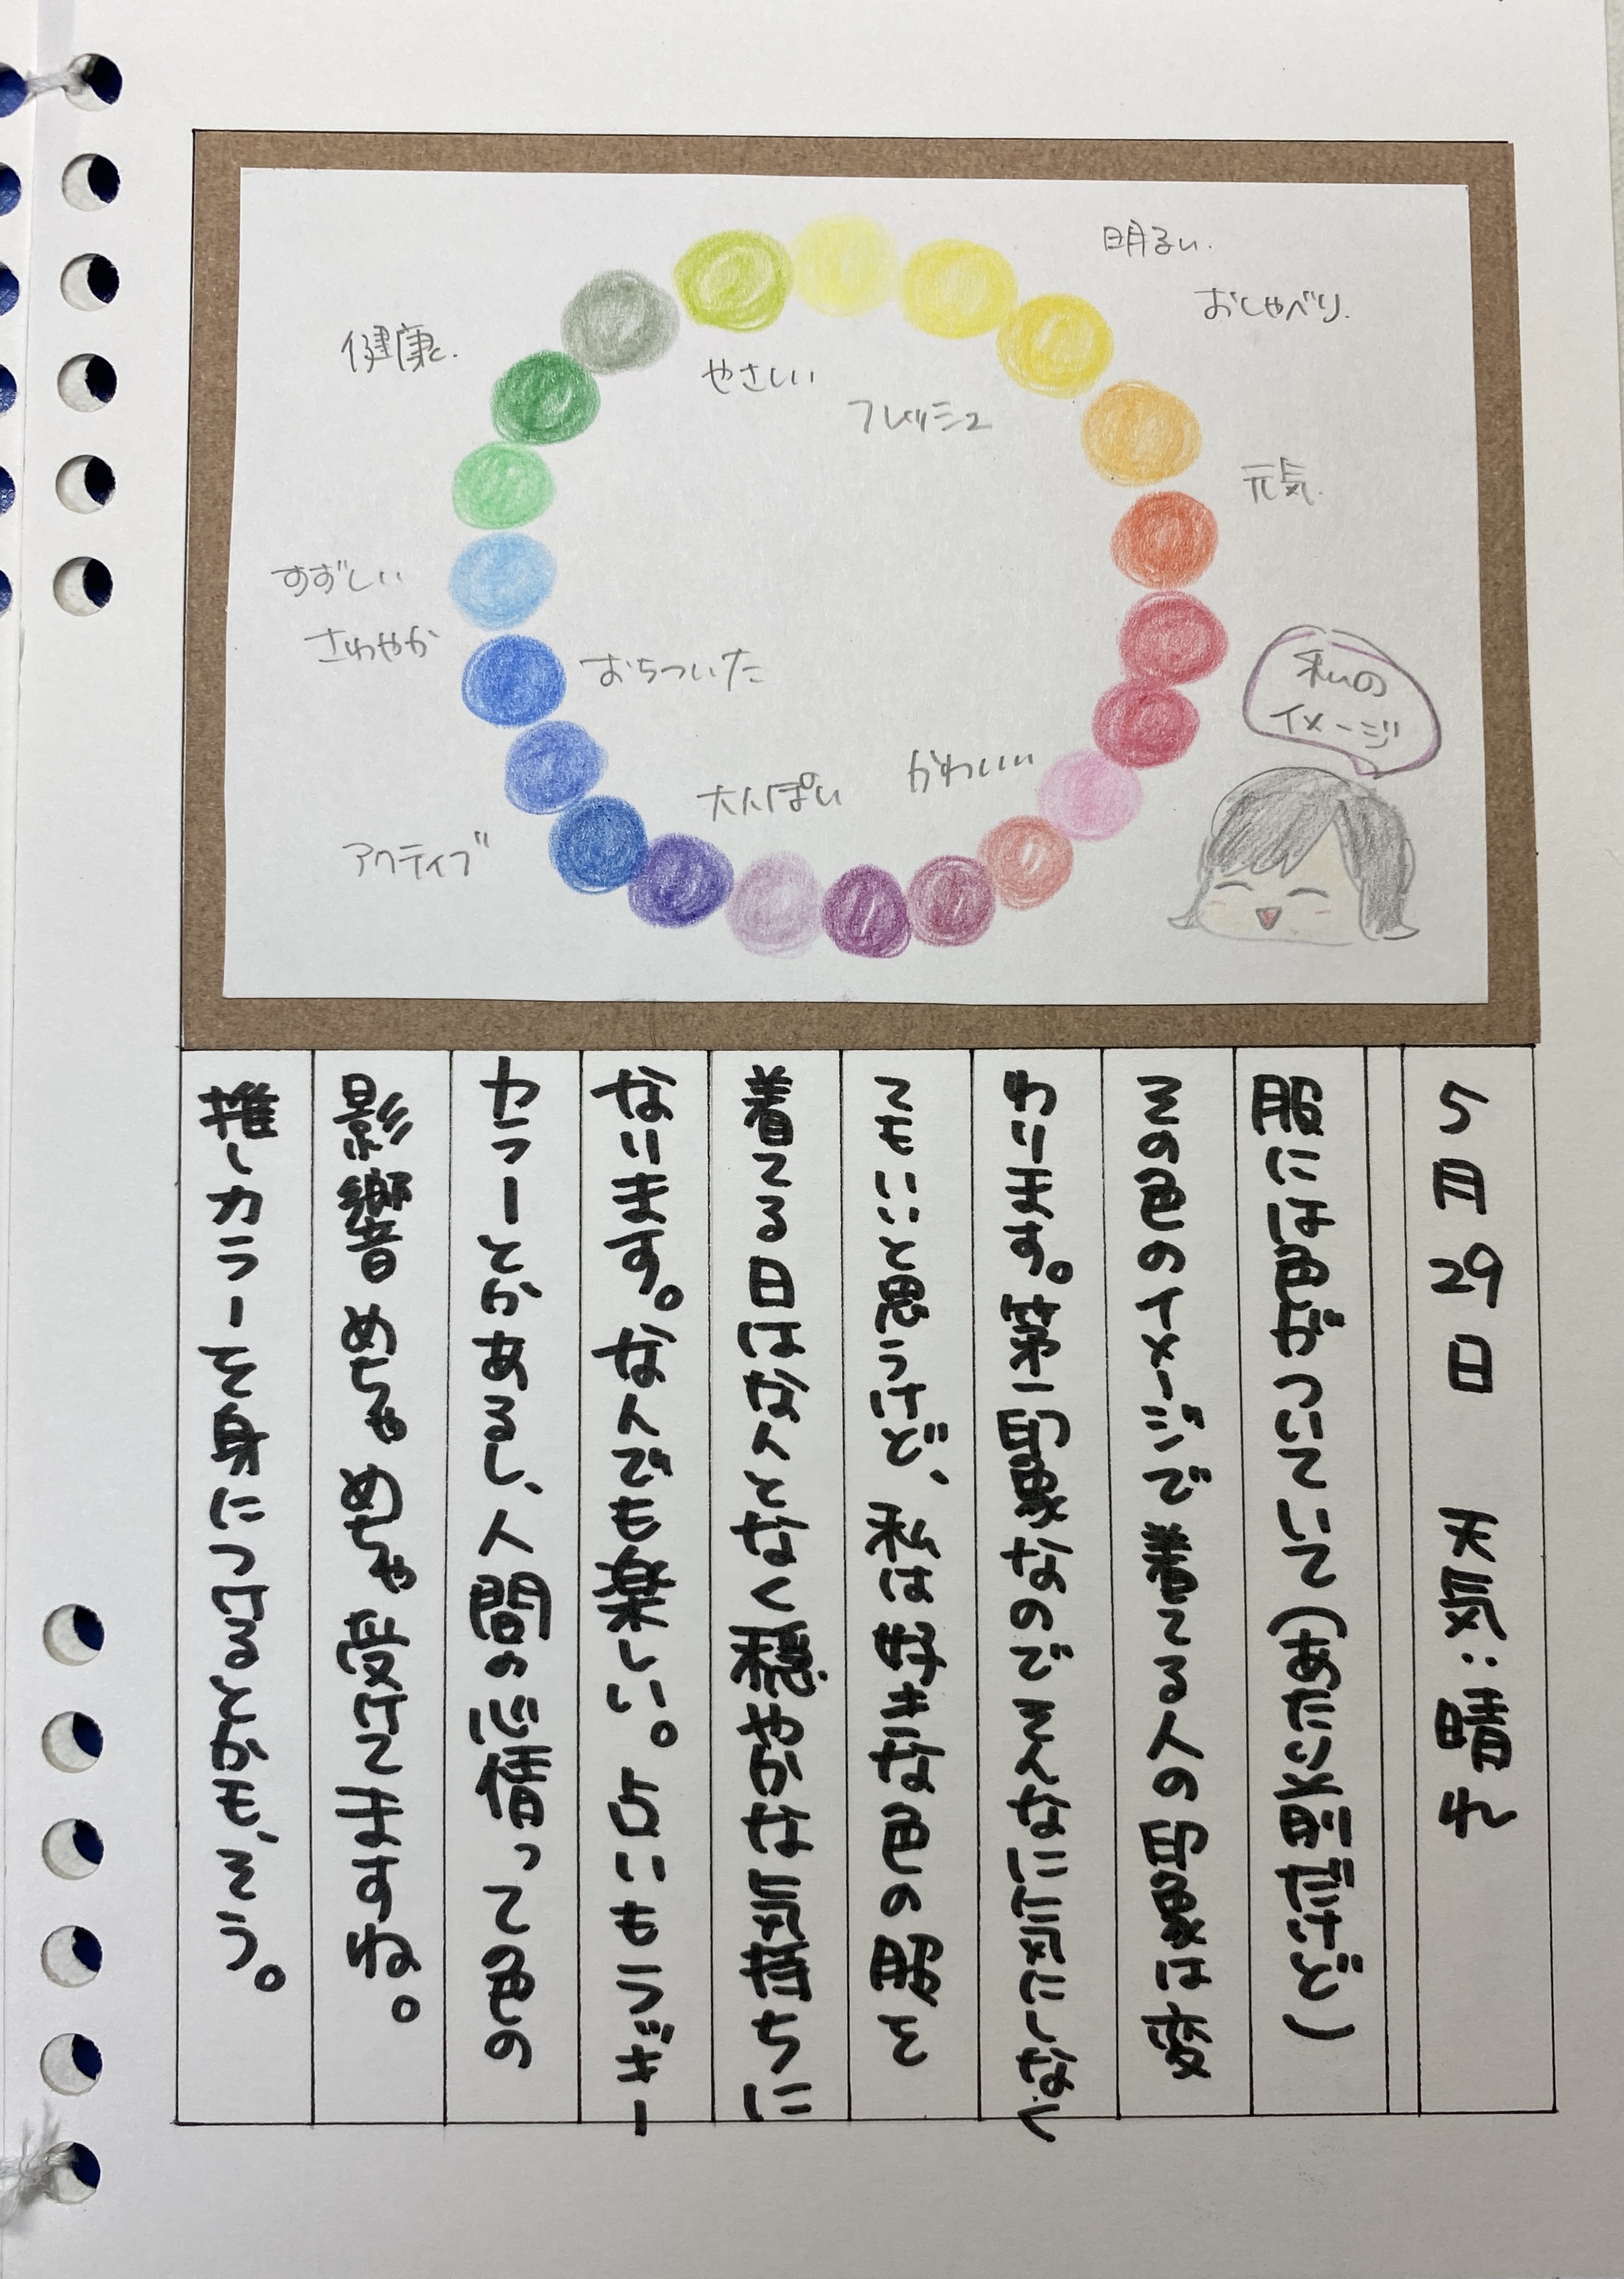 明るい.
おしゃべり.
健康.
やさしい
フレッシュ
元気.
すずしい
さわやか
おちついた
私の
イメージ
かわいい
大人ぽい
アクティブ
5月29日 天気:晴れ
服には色がついていて(あたり前だけど)
その色のイメージで着てる人の印象は変
わります。第一印象なのでそんなに気にしなく
てもいいと思うけど、私は好きな色の服を
着てる日はなんとなく穏やかな気持ちに
ないます。なんでも楽しい。占いもラッキー
カラーとかあるし、人間の心情って色の
影響めちゃめちゃ受けてますね。
推しカラーを身につけるとかも、そう。